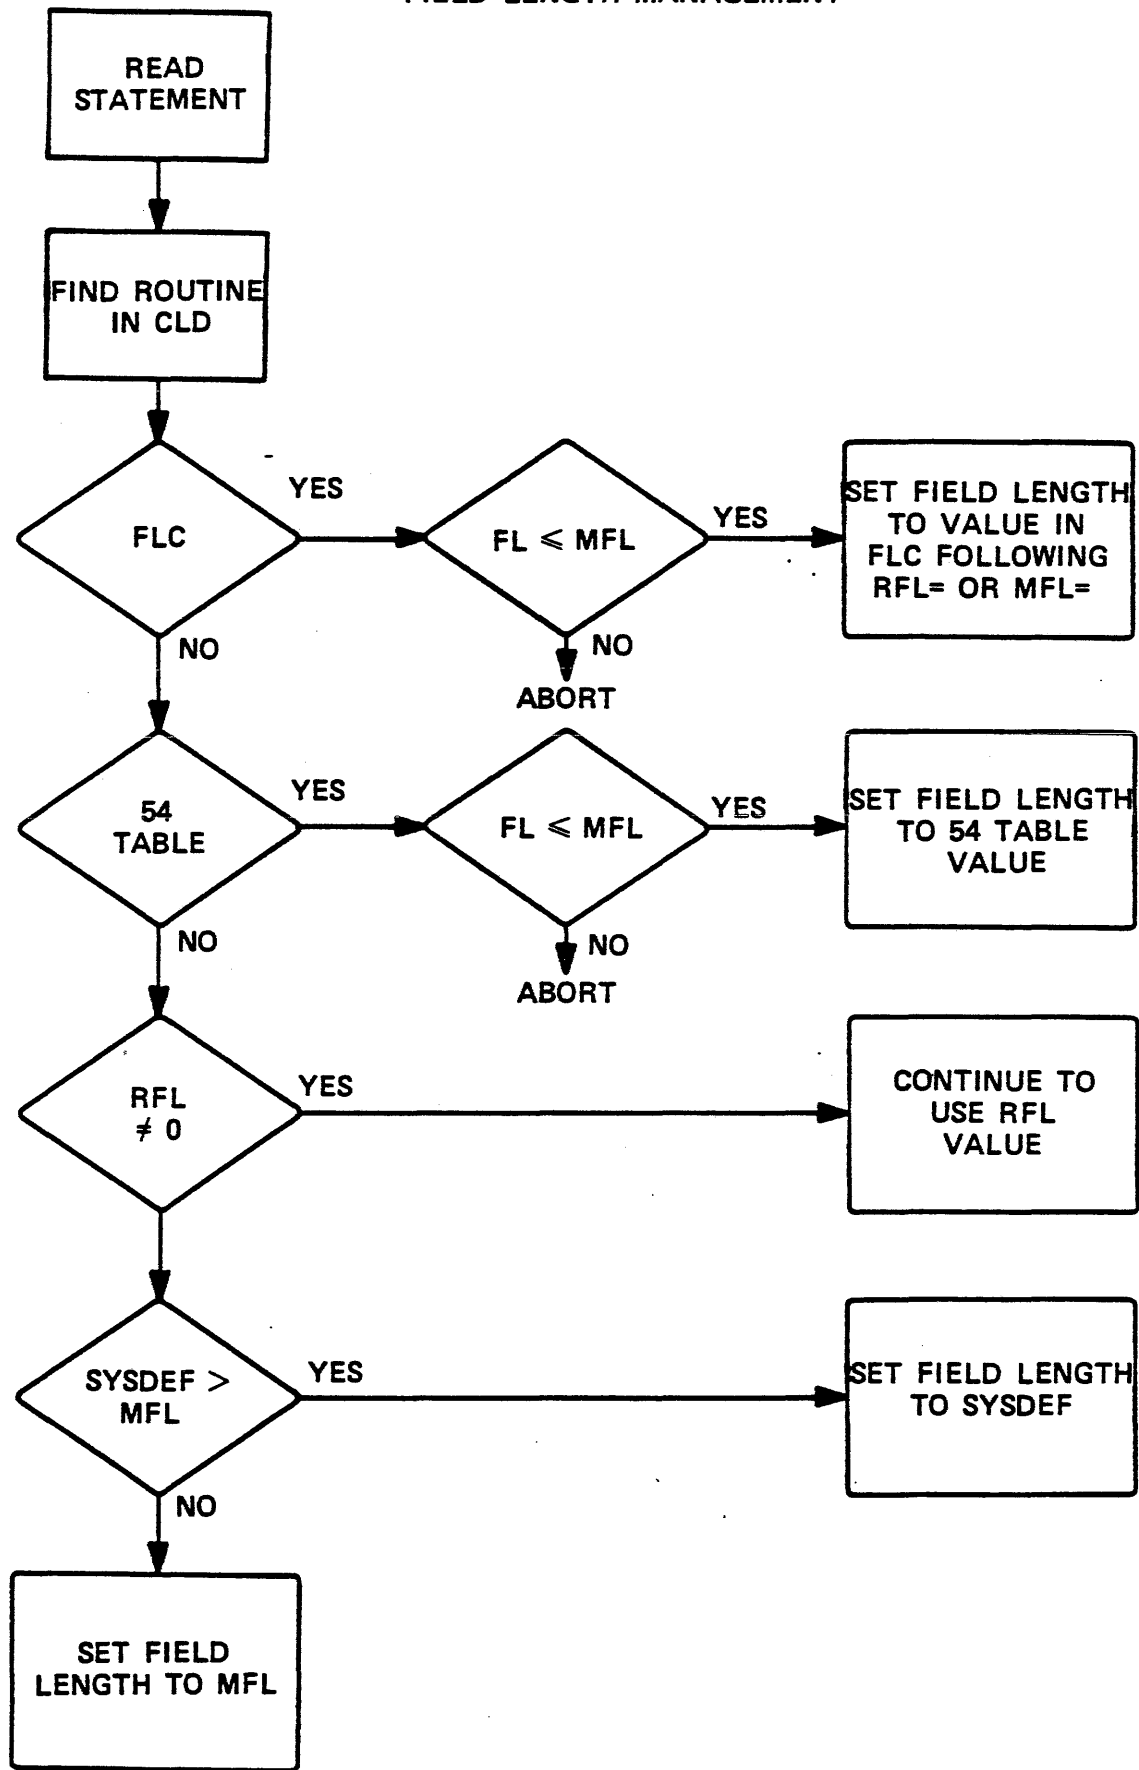 FIELD LENGTH MANAGEMENT
READ
STATEMENT
FIND ROUTINE
IN CLD
FLC
YES
FL ⩽ MFL
YES
SET FIELD LENGTH
TO VALUE IN
FLC FOLLOWING
RFL= OR MFL=
NO
NO
ABORT
54
TABLE
YES
FL ⩽ MFL
YES
SET FIELD LENGTH
TO 54 TABLE
VALUE
NO
NO
ABORT
RFL
≠ 0
YES
CONTINUE TO
USE RFL
VALUE
SYSDEF >
MFL
YES
SET FIELD LENGTH
TO SYSDEF
NO
SET FIELD
LENGTH TO MFL